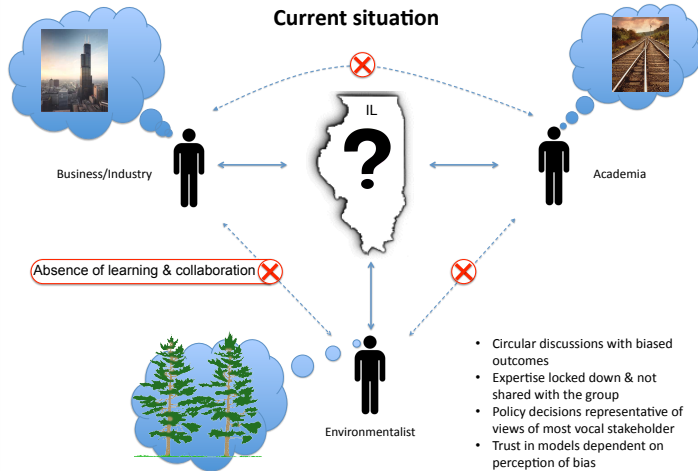 Current situation
IL
?
Business/Industry
Academia
Absence of learning & collaboration
Environmentalist
• Circular discussions with biased
outcomes
• Expertise locked down & not
shared with the group
• Policy decisions representative of
views of most vocal stakeholder
• Trust in models dependent on
perception of bias